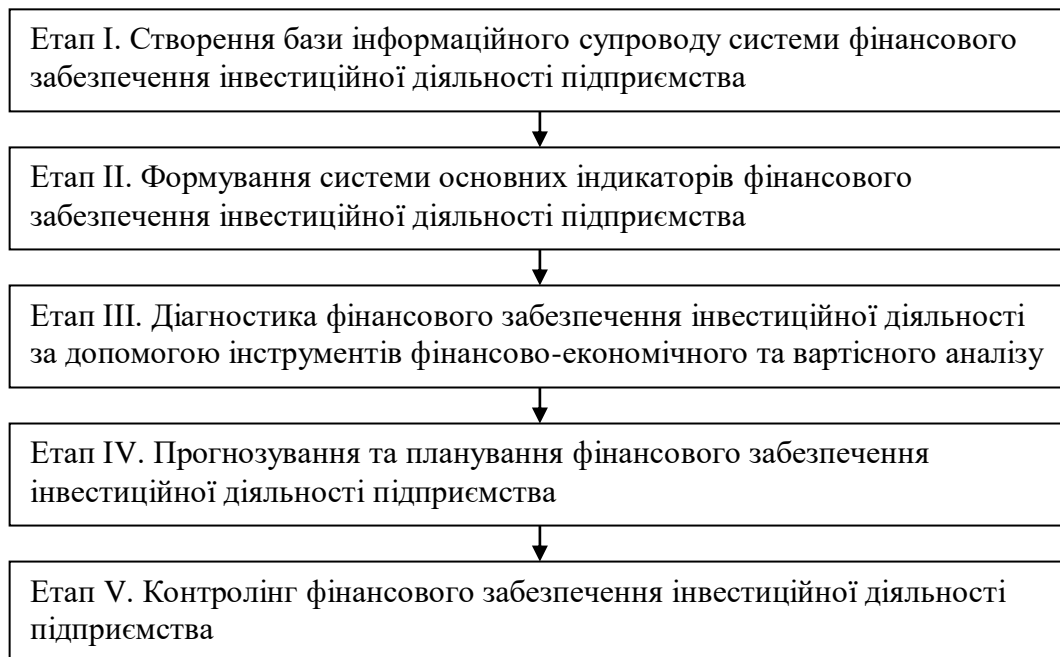 Етап І. Створення бази інформаційного супроводу системи фінансового
забезпечення інвестиційної діяльності підприємства
Етап ІІ. Формування системи основних індикаторів фінансового
забезпечення інвестиційної діяльності підприємства
Етап ІІІ. Діагностика фінансового забезпечення інвестиційної діяльності
за допомогою інструментів фінансово-економічного та вартісного аналізу
Етап IV. Прогнозування та планування фінансового забезпечення
інвестиційної діяльності підприємства
Етап V. Контролінг фінансового забезпечення інвестиційної діяльності
підприємства